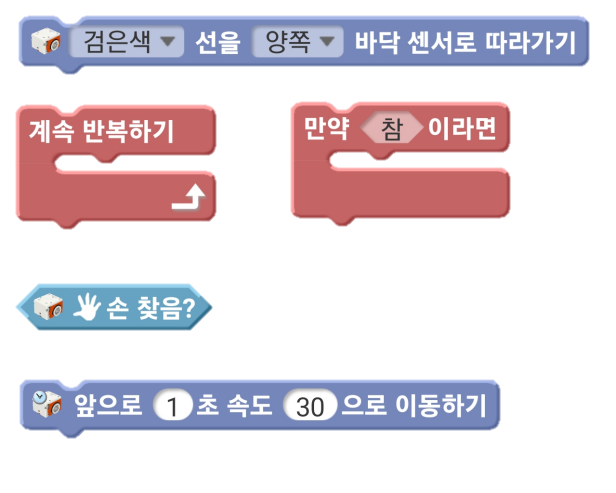 검은색 선을 양쪽 바닥 센서로 따라가기
계속 반복하기
만약 참 이라면
손 찾음?
앞으로 1 초 속도 30 으로 이동하기